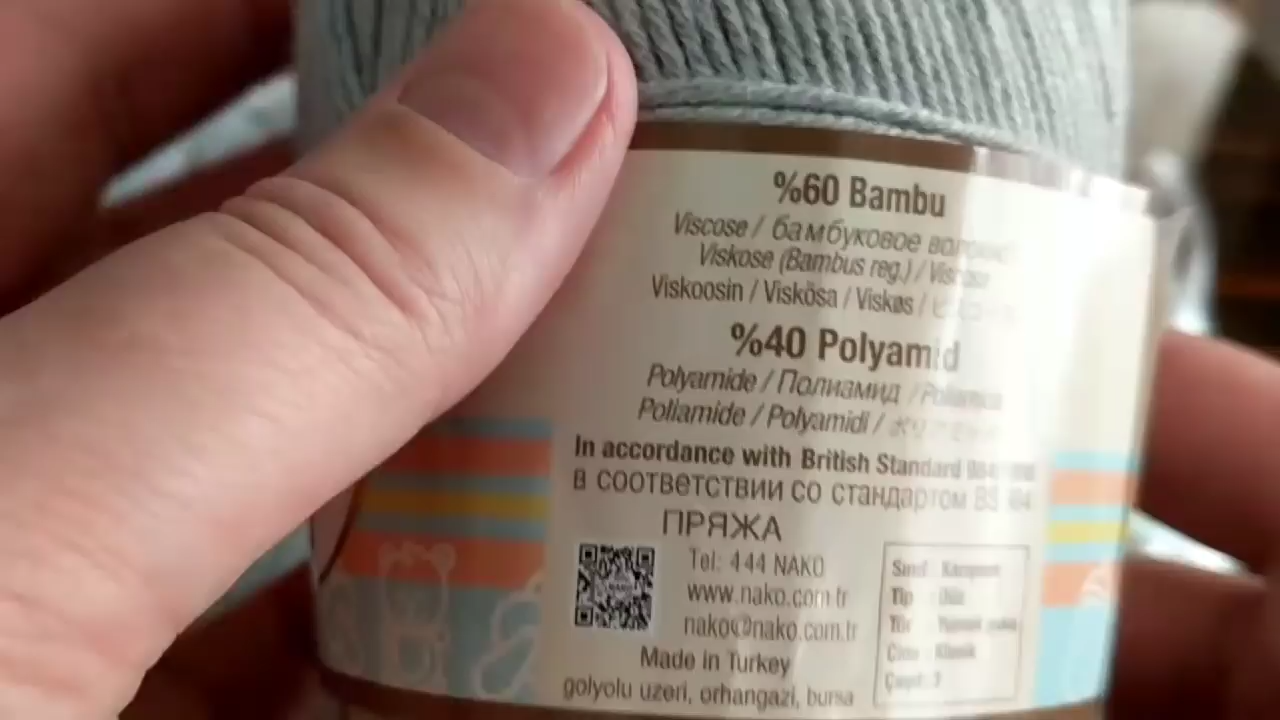 %60 Bambu
Viscose / бамбуковое
Viskose (Bambus reg.) /
Viskoosin / Viskósa / Viskøs /
%40 Polyamid
Polyamide / Полиамид /
Poliamide / Polyamidi /
In accordance with British Standard
В СООТВЕТСТВИИ СО СТАНДАРТОМ BS
ПРЯЖА
Tel: 444 NAKO
www.nako.com.tr
nako@nako.com.tr
Made in Turkey
golyolu uzeri, orhangazi, bursa